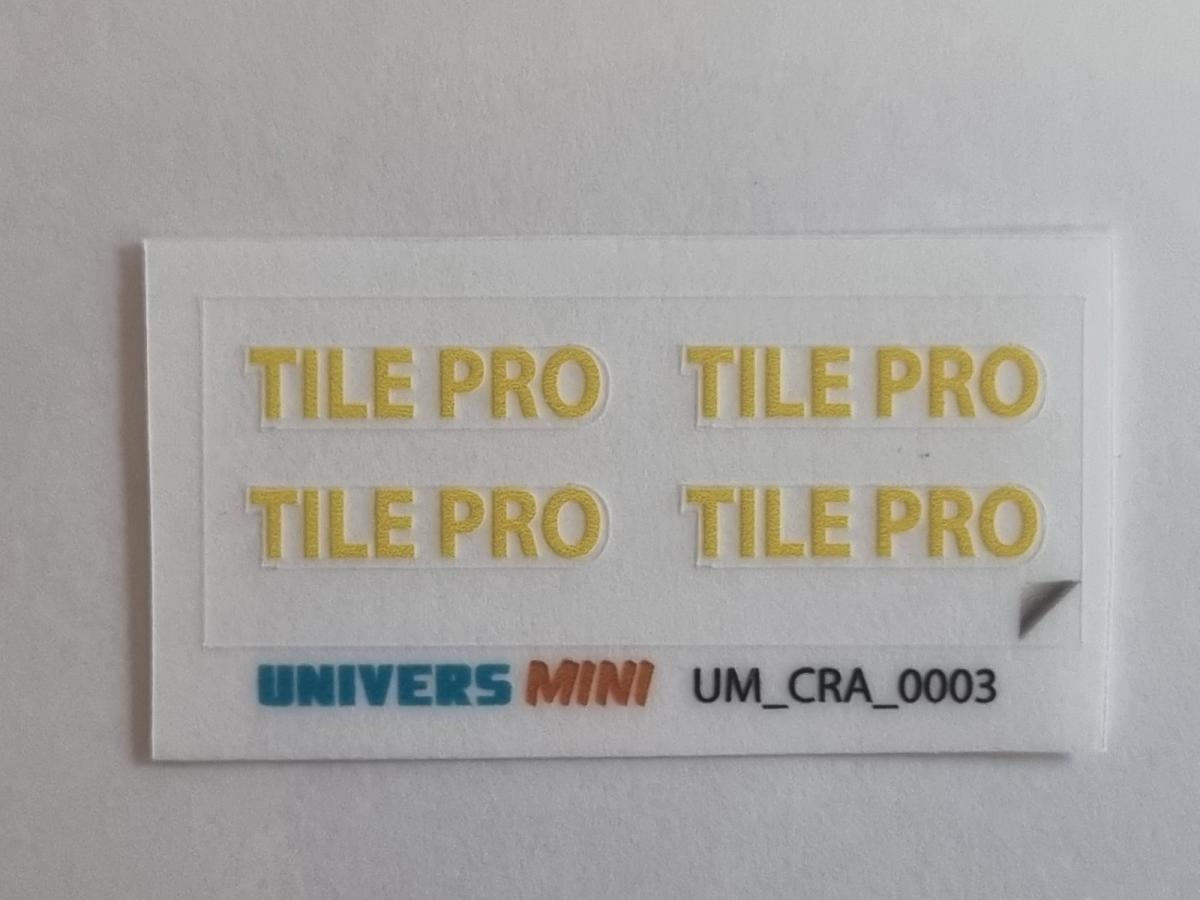 TILE PRO TILE PRO
TILE PRO TILE PRO
UNIVERS MINI UM_CRA_0003